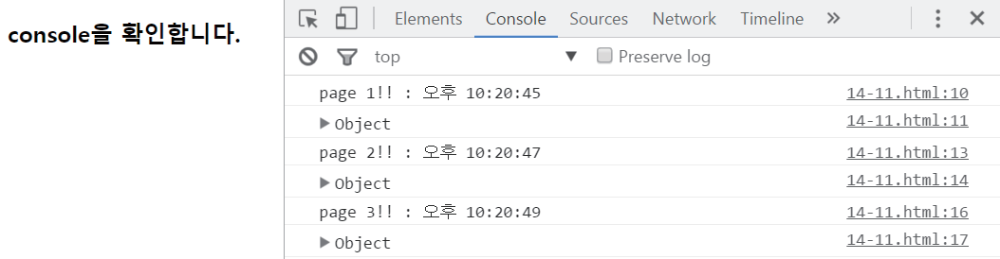 console을 확인합니다.
Elements Console Sources Network Timeline
top Preserve log
page 1!! : 오후 10:20:45 14-11.html:10
Object 14-11.html:11
page 2!! : 오후 10:20:47 14-11.html:13
Object 14-11.html:14
page 3!! : 오후 10:20:49 14-11.html:16
Object 14-11.html:17